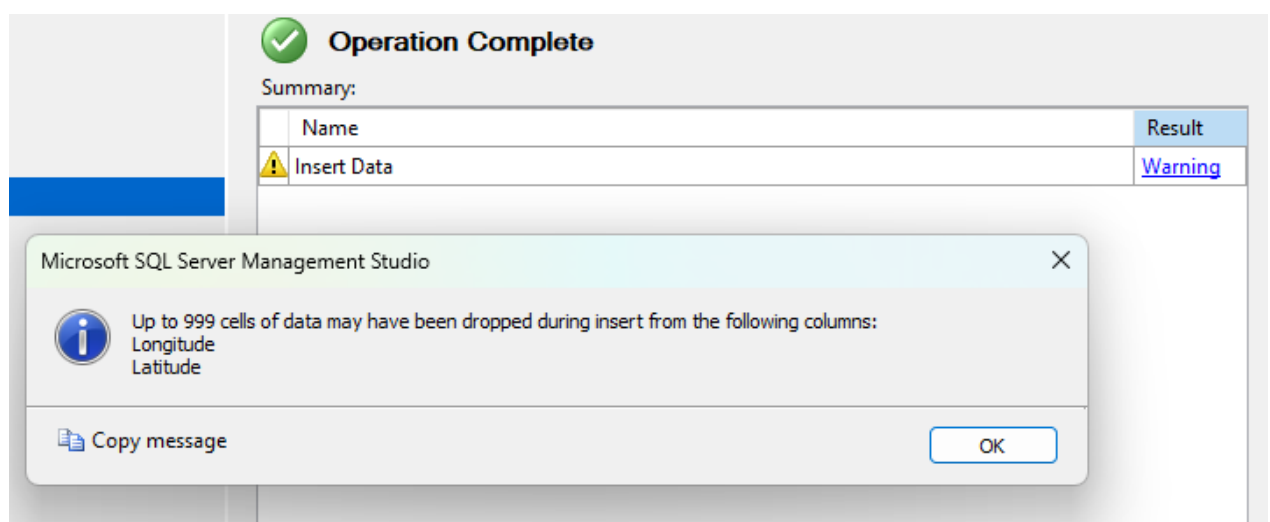 Operation Complete
Summary:
Name Result
Insert Data Warning
Microsoft SQL Server Management Studio
Up to 999 cells of data may have been dropped during insert from the following columns:
Longitude
Latitude
Copy message
OK